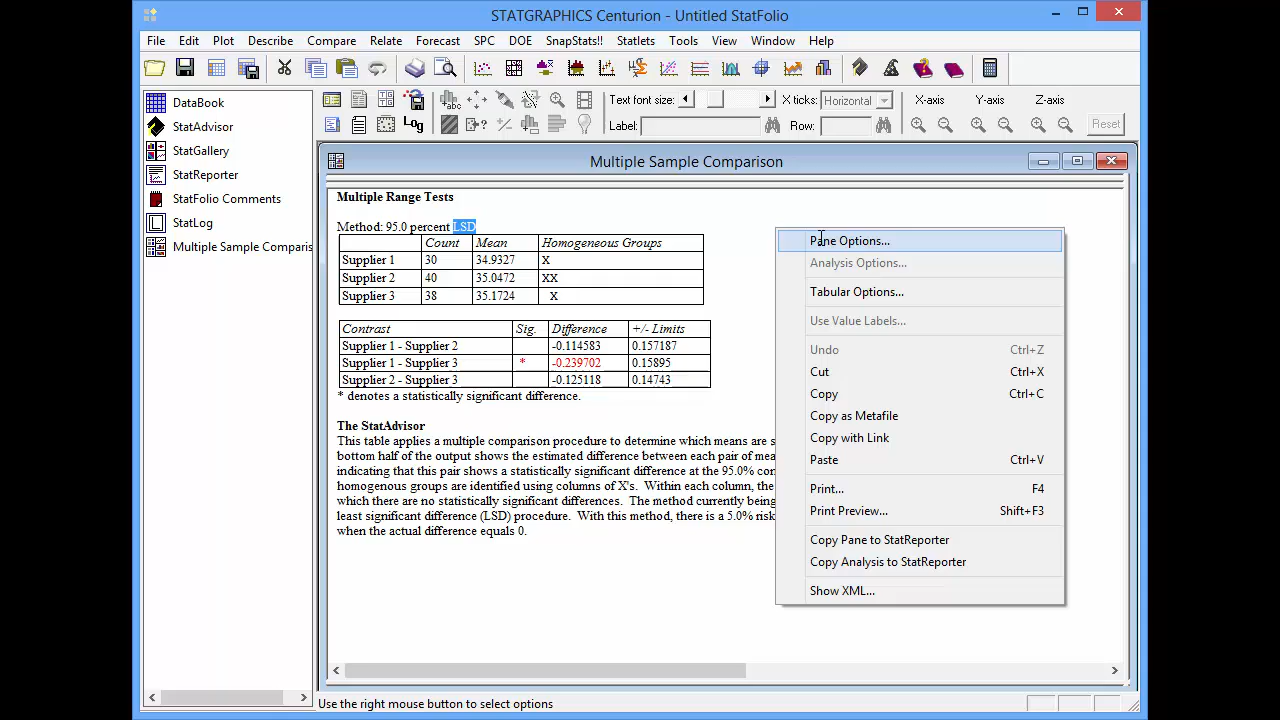 STATGRAPHICS Centurion - Untitled StatFolio
File Edit Plot Describe Compare Relate Forecast SPC DOE SnapStats!! Statlets Tools View Window Help
Text font size: X ticks: Horizontal X-axis Y-axis Z-axis
Log Label: Row: Reset
DataBook
StatAdvisor
StatGallery
StatReporter
StatFolio Comments
StatLog
Multiple Sample Comparis
Multiple Sample Comparison
Multiple Range Tests
Method: 95.0 percent LSD
Count Mean Homogeneous Groups
Supplier 1 30 34.9327 X
Supplier 2 40 35.0472 XX
Supplier 3 38 35.1724 X
Contrast Sig. Difference +/- Limits
Supplier 1 - Supplier 2 -0.114583 0.157187
Supplier 1 - Supplier 3 * -0.239702 0.15895
Supplier 2 - Supplier 3 -0.125118 0.14743
* denotes a statistically significant difference.
The StatAdvisor
This table applies a multiple comparison procedure to determine which means are s
bottom half of the output shows the estimated difference between each pair of mea
indicating that this pair shows a statistically significant difference at the 95.0% con
homogenous groups are identified using columns of X's. Within each column, the
which there are no statistically significant differences. The method currently being
least significant difference (LSD) procedure. With this method, there is a 5.0% risk
when the actual difference equals 0.
Pane Options...
Analysis Options...
Tabular Options...
Use Value Labels...
Undo Ctrl+Z
Cut Ctrl+X
Copy Ctrl+C
Copy as Metafile
Copy with Link
Paste Ctrl+V
Print... F4
Print Preview... Shift+F3
Copy Pane to StatReporter
Copy Analysis to StatReporter
Show XML...
Use the right mouse button to select options